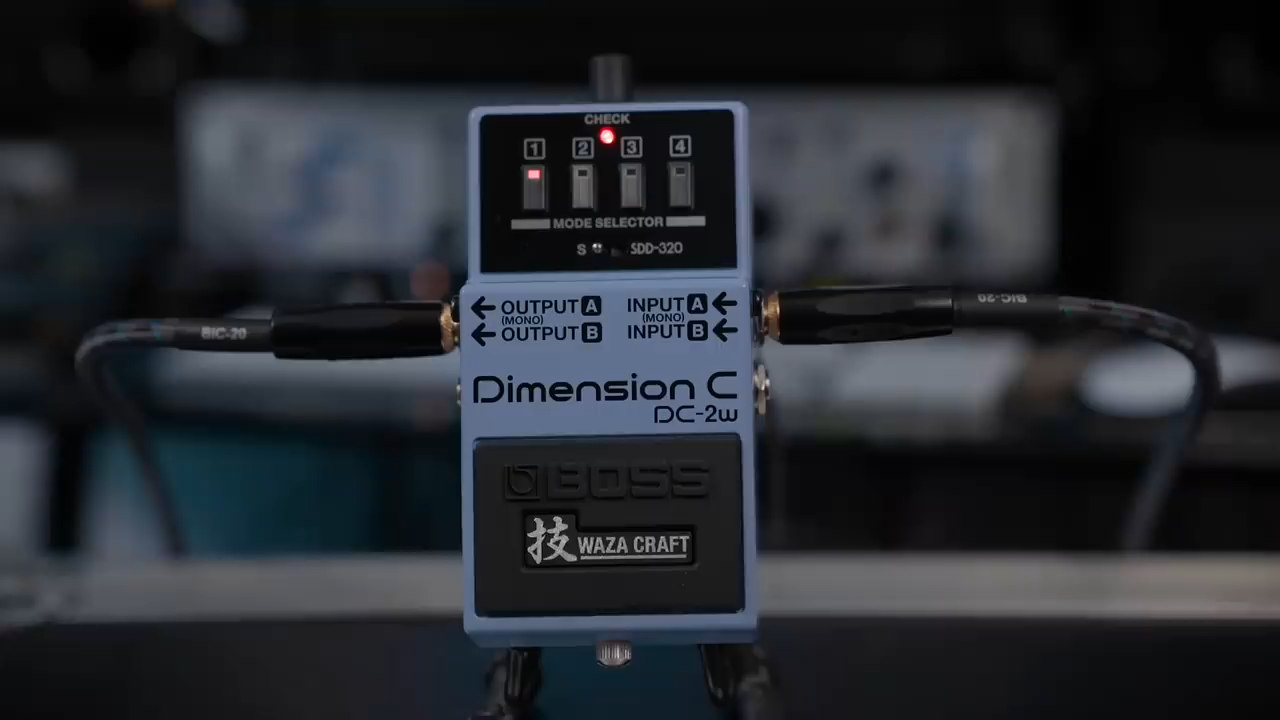 CHECK
1 2 3 4
MODE SELECTOR
S SDD-320
OUTPUT A INPUT A
(MONO) (MONO)
OUTPUT B INPUT B
BIC-20
BIC-20
Dimension C
DC-2w
BOSS
技 WAZA CRAFT